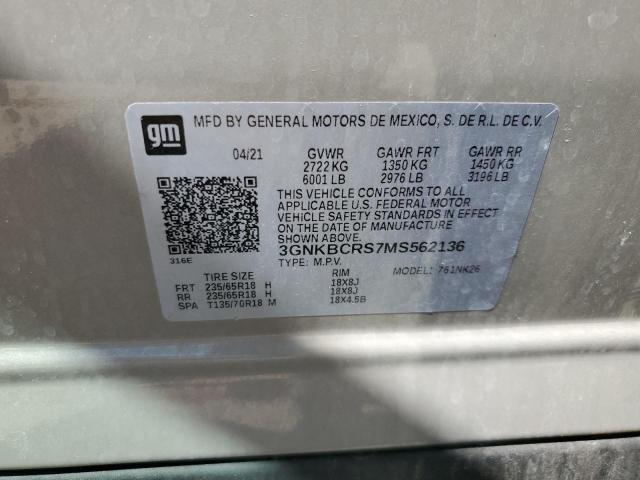 gm
MFD BY GENERAL MOTORS DE MEXICO, S. DE R.L. DE C.V.
04/21 GVWR GAWR FRT GAWR RR
2722 KG 1350 KG 1450 KG
6001 LB 2976 LB 3196 LB
THIS VEHICLE CONFORMS TO ALL
APPLICABLE U.S. FEDERAL MOTOR
VEHICLE SAFETY STANDARDS IN EFFECT
ON THE DATE OF MANUFACTURE
SHOWN ABOVE.
3GNKBCRS7MS562136
316E
TYPE: M.P.V. MODEL: 761NK26
TIRE SIZE RIM
FRT 235/65R18 H 18X8J
RR 235/65R18 H 18X8J
SPA T135/70R18 M 18X4.5B